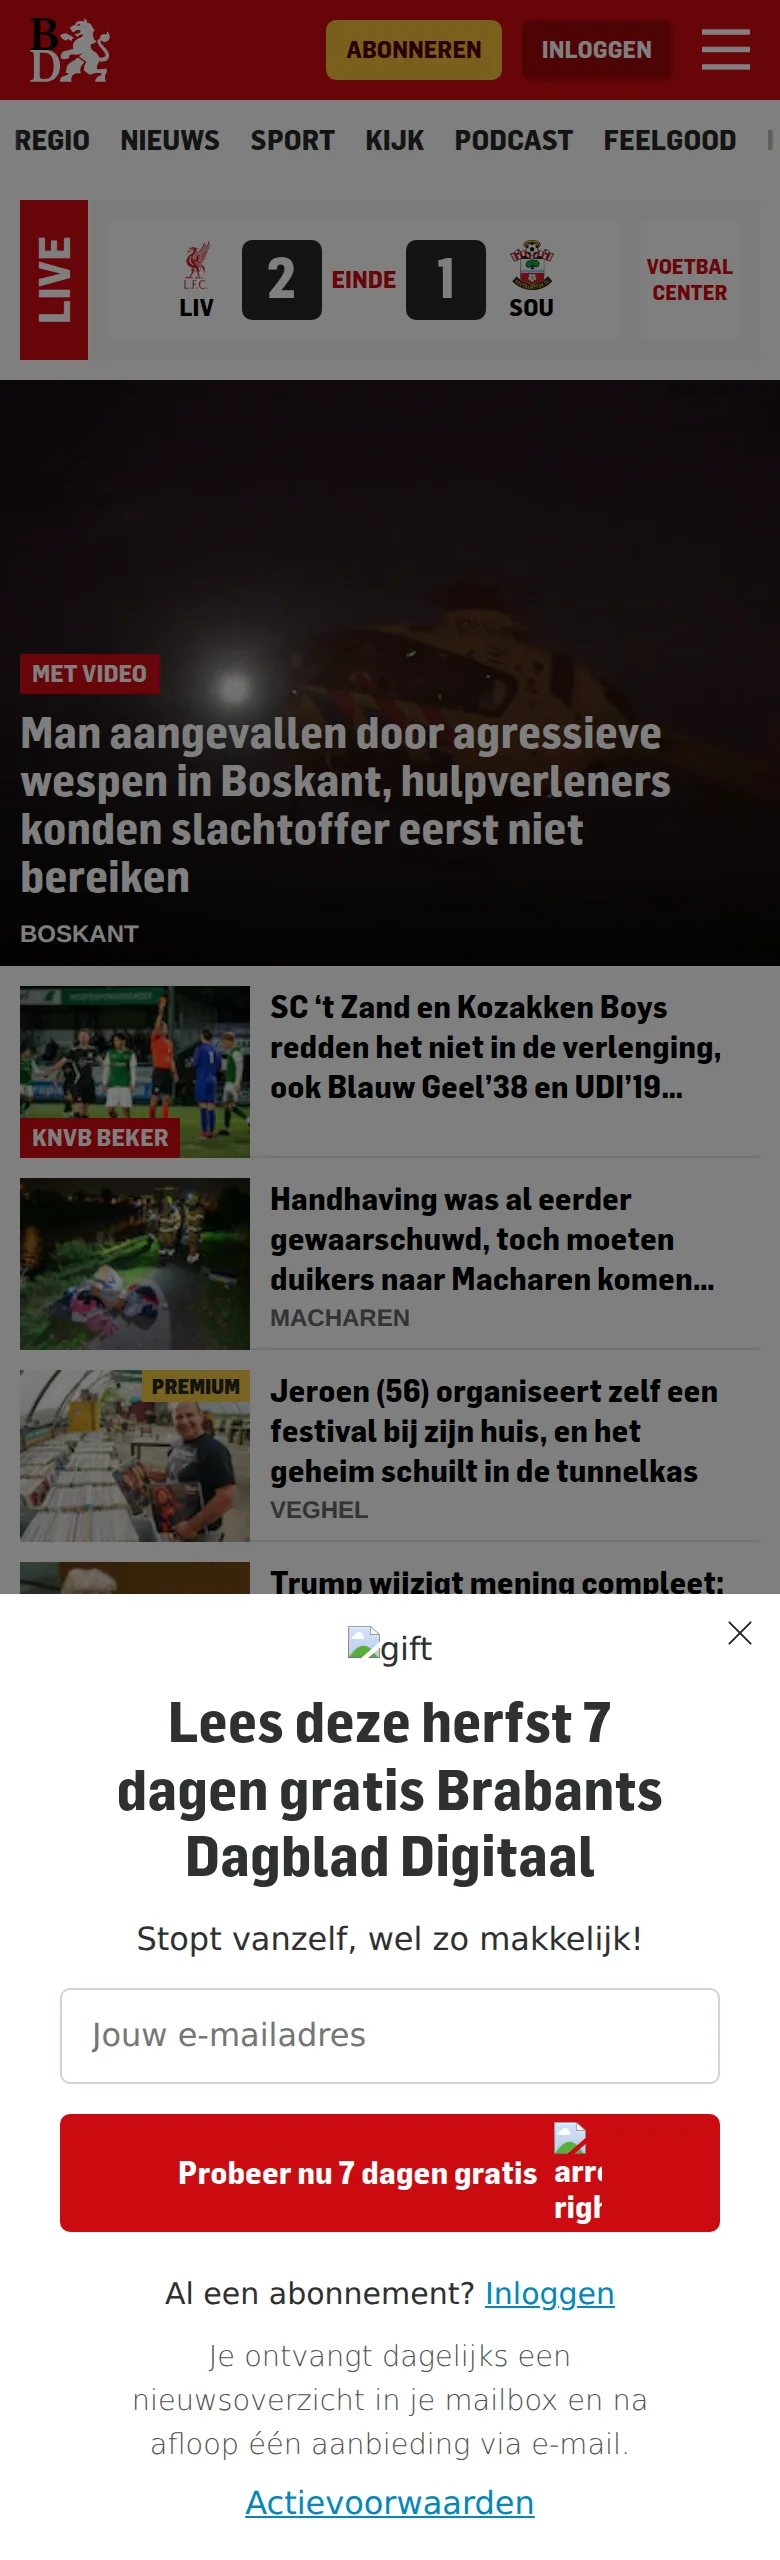 B
D
ABONNEREN
INLOGGEN
REGIO NIEUWS SPORT KIJK PODCAST FEELGOOD
LIVE
L.F.C.
LIV
2
EINDE
1
SOU
VOETBAL
CENTER
MET VIDEO
Man aangevallen door agressieve
wespen in Boskant, hulpverleners
konden slachtoffer eerst niet
bereiken
BOSKANT
KNVB BEKER
SC ‘t Zand en Kozakken Boys
redden het niet in de verlenging,
ook Blauw Geel’38 en UDI’19...
Handhaving was al eerder
gewaarschuwd, toch moeten
duikers naar Macharen komen...
MACHAREN
PREMIUM
Jeroen (56) organiseert zelf een
festival bij zijn huis, en het
geheim schuilt in de tunnelkas
VEGHEL
Trump wijzigt mening compleet:
gift
Lees deze herfst 7
dagen gratis Brabants
Dagblad Digitaal
Stopt vanzelf, wel zo makkelijk!
Jouw e-mailadres
Probeer nu 7 dagen gratis
arr
righ
Al een abonnement? Inloggen
Je ontvangt dagelijks een
nieuwsoverzicht in je mailbox en na
afloop één aanbieding via e-mail.
Actievoorwaarden